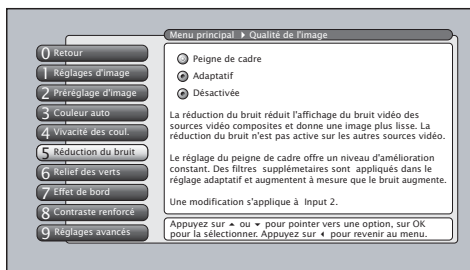 Menu principal ▸ Qualité de l'image
0 Retour
1 Réglages d'image
2 Préréglage d'image
3 Couleur auto
4 Vivacité des coul.
5 Réduction du bruit
6 Relief des verts
7 Effet de bord
8 Contraste renforcé
9 Réglages avancés
Peigne de cadre
Adaptatif
Désactivée
La réduction du bruit réduit l'affichage du bruit vidéo des
sources vidéo composites et donne une image plus lisse. La
réduction du bruit n'est pas active sur les autres sources vidéo.
Le réglage du peigne de cadre offre un niveau d'amélioration
constant. Des filtres supplémetaires sont appliqués dans le
réglage adaptatif et augmentent à mesure que le bruit augmente.
Une modification s'applique à Input 2.
Appuyez sur ▴ ou ▾ pour pointer vers une option, sur OK
pour la sélectionner. Appuyez sur ◂ pour revenir au menu.